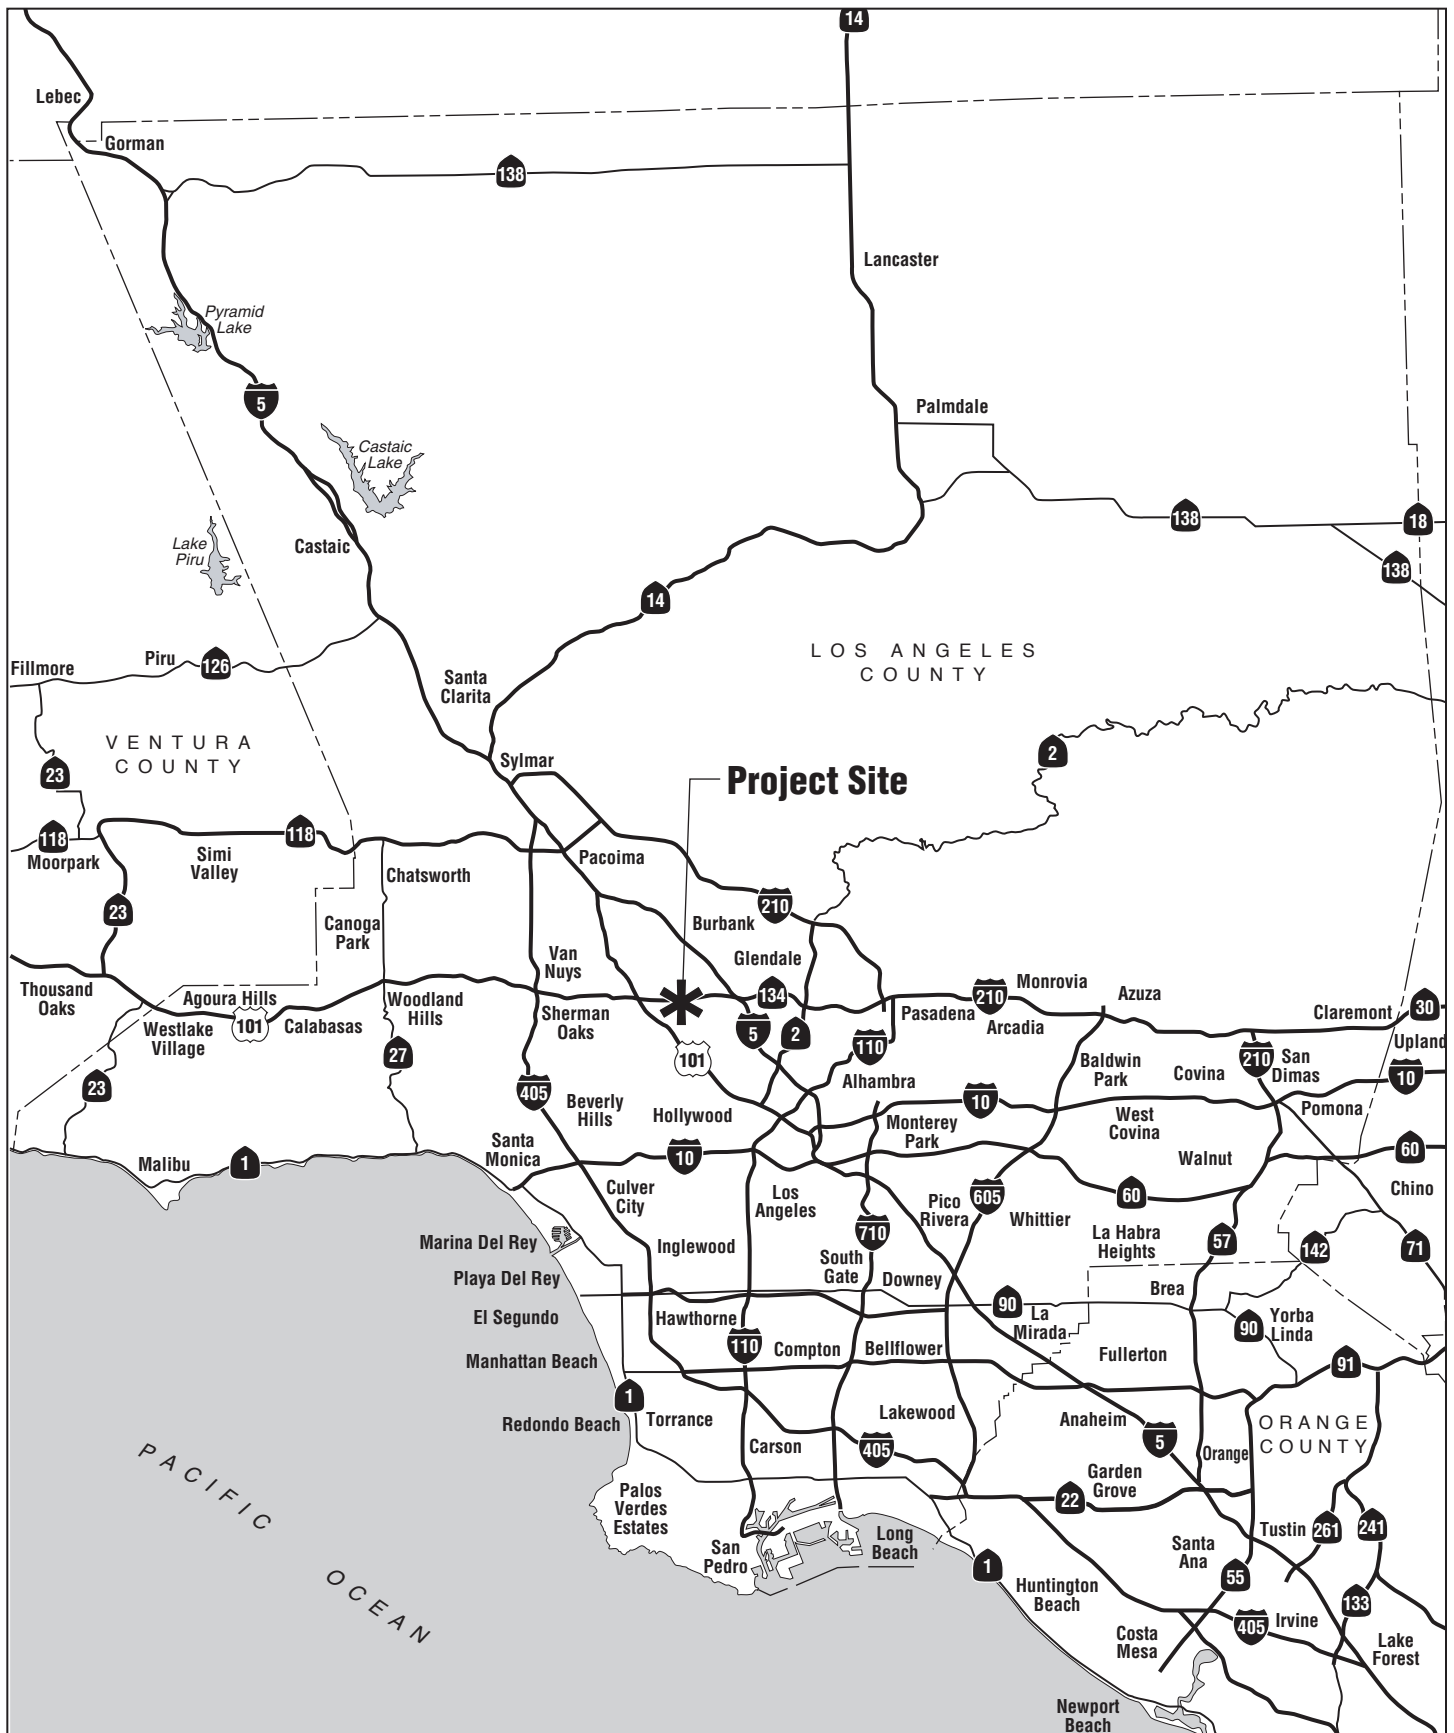 14
Lebec
Gorman
138
Lancaster
Pyramid
Lake
5
Palmdale
Castaic
Lake
138
18
Lake
Piru
Castaic
138
14
LOS ANGELES
COUNTY
Fillmore
Piru
126
Santa
Clarita
VENTURA
COUNTY
23
2
Sylmar
Project Site
118
Moorpark
118
Simi
Valley
Pacoima
Chatsworth
23
210
Burbank
Canoga
Park
Van
Nuys
Glendale
Thousand
Oaks
Agoura Hills
101
Calabasas
Westlake
Village
Woodland
Hills
Sherman
Oaks
134
210
Monrovia
Azuza
Pasadena
Arcadia
Claremont
30
Upland
5
2
110
101
27
23
405
Alhambra
Baldwin
Park
Covina
210
San
Dimas
10
Beverly
Hills
Hollywood
10
Monterey
Park
West
Covina
Pomona
Santa
Monica
10
Malibu
1
Walnut
60
Culver
City
Los
Angeles
Pico
Rivera
605
Whittier
60
Chino
Marina Del Rey
Inglewood
710
South
Gate
Downey
La Habra
Heights
57
142
71
Playa Del Rey
Brea
El Segundo
Hawthorne
90
La
Mirada
90
Yorba
Linda
Manhattan Beach
110
Compton
Bellflower
Fullerton
91
1
Redondo Beach
Torrance
Lakewood
Anaheim
5
ORANGE
COUNTY
Carson
405
Orange
PACIFIC
OCEAN
Palos
Verdes
Estates
Garden
Grove
22
San
Pedro
Long
Beach
Tustin
261
241
Santa
Ana
55
1
Huntington
Beach
133
405
Irvine
Costa
Mesa
Lake
Forest
Newport
Beach